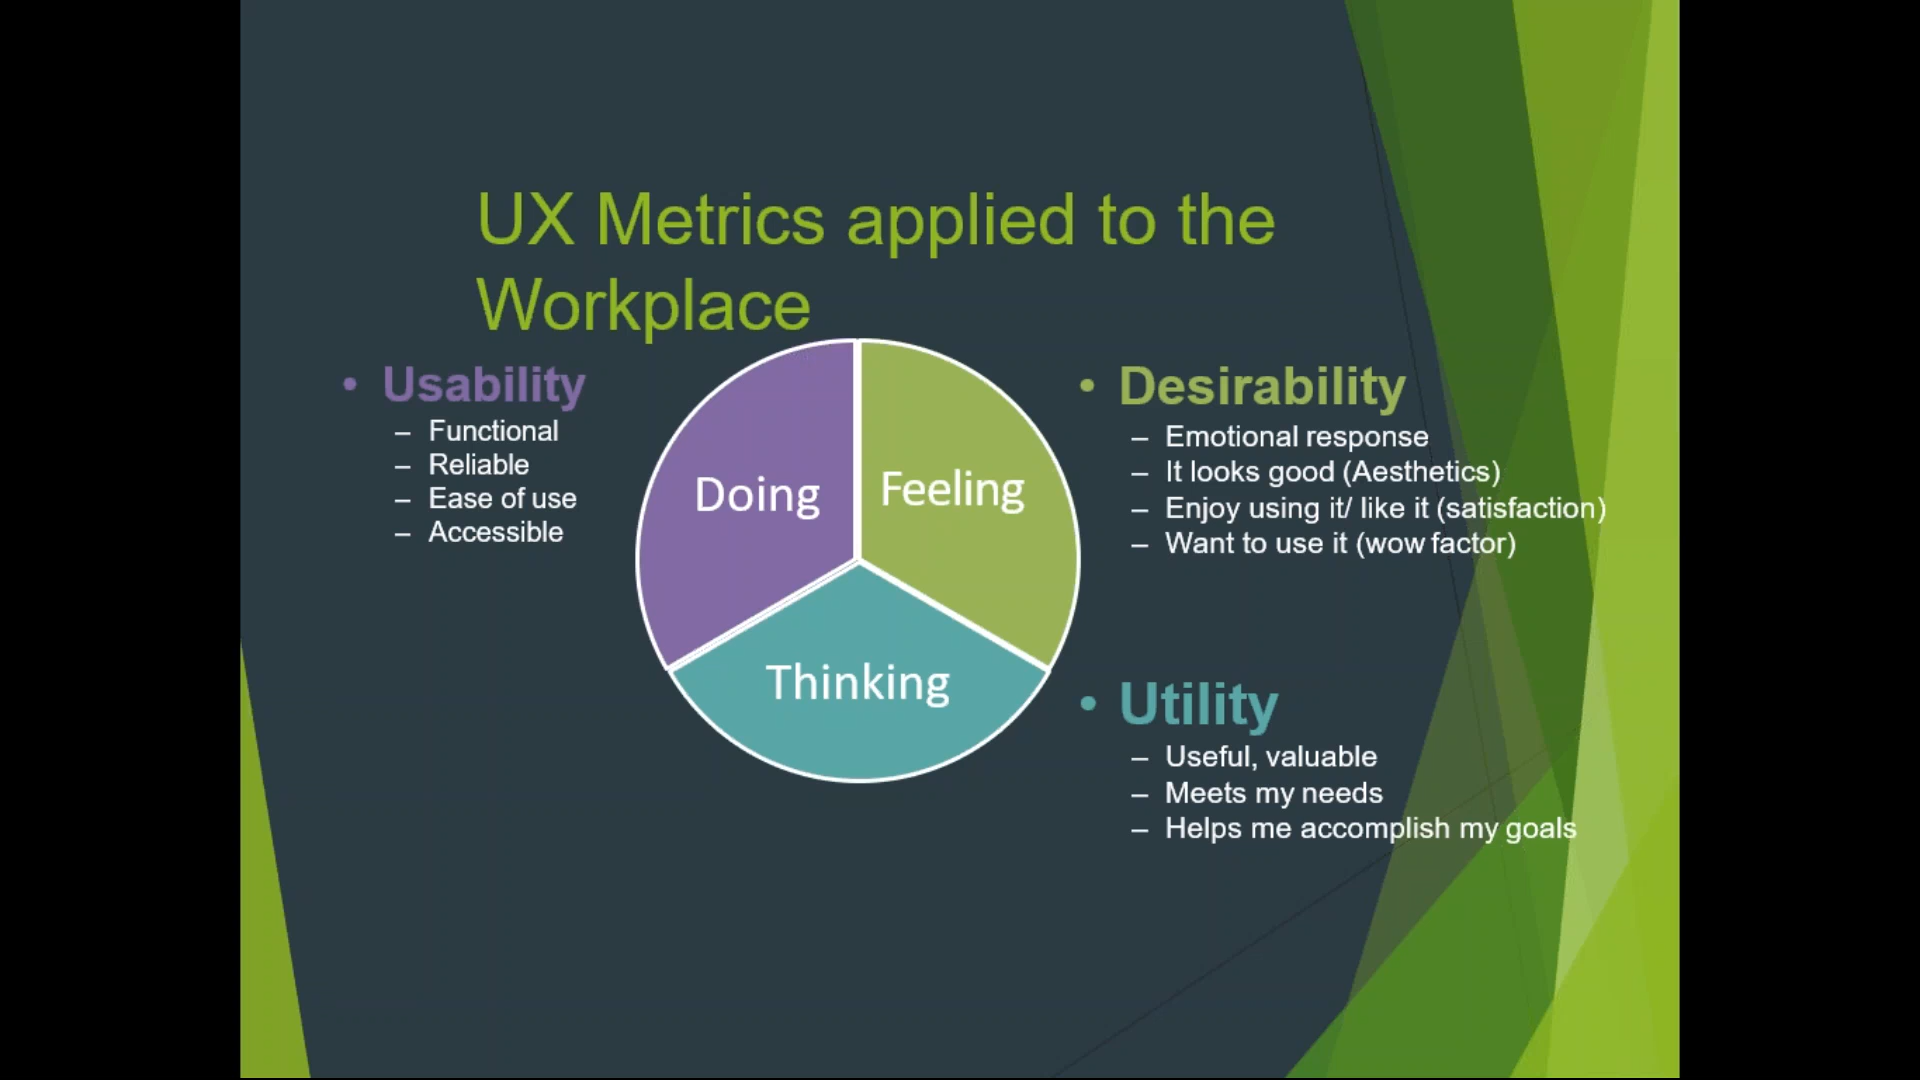 UX Metrics applied to the
Workplace
• Usability
– Functional
– Reliable
– Ease of use
– Accessible
Doing
Feeling
Thinking
• Desirability
– Emotional response
– It looks good (Aesthetics)
– Enjoy using it/ like it (satisfaction)
– Want to use it (wow factor)
• Utility
– Useful, valuable
– Meets my needs
– Helps me accomplish my goals